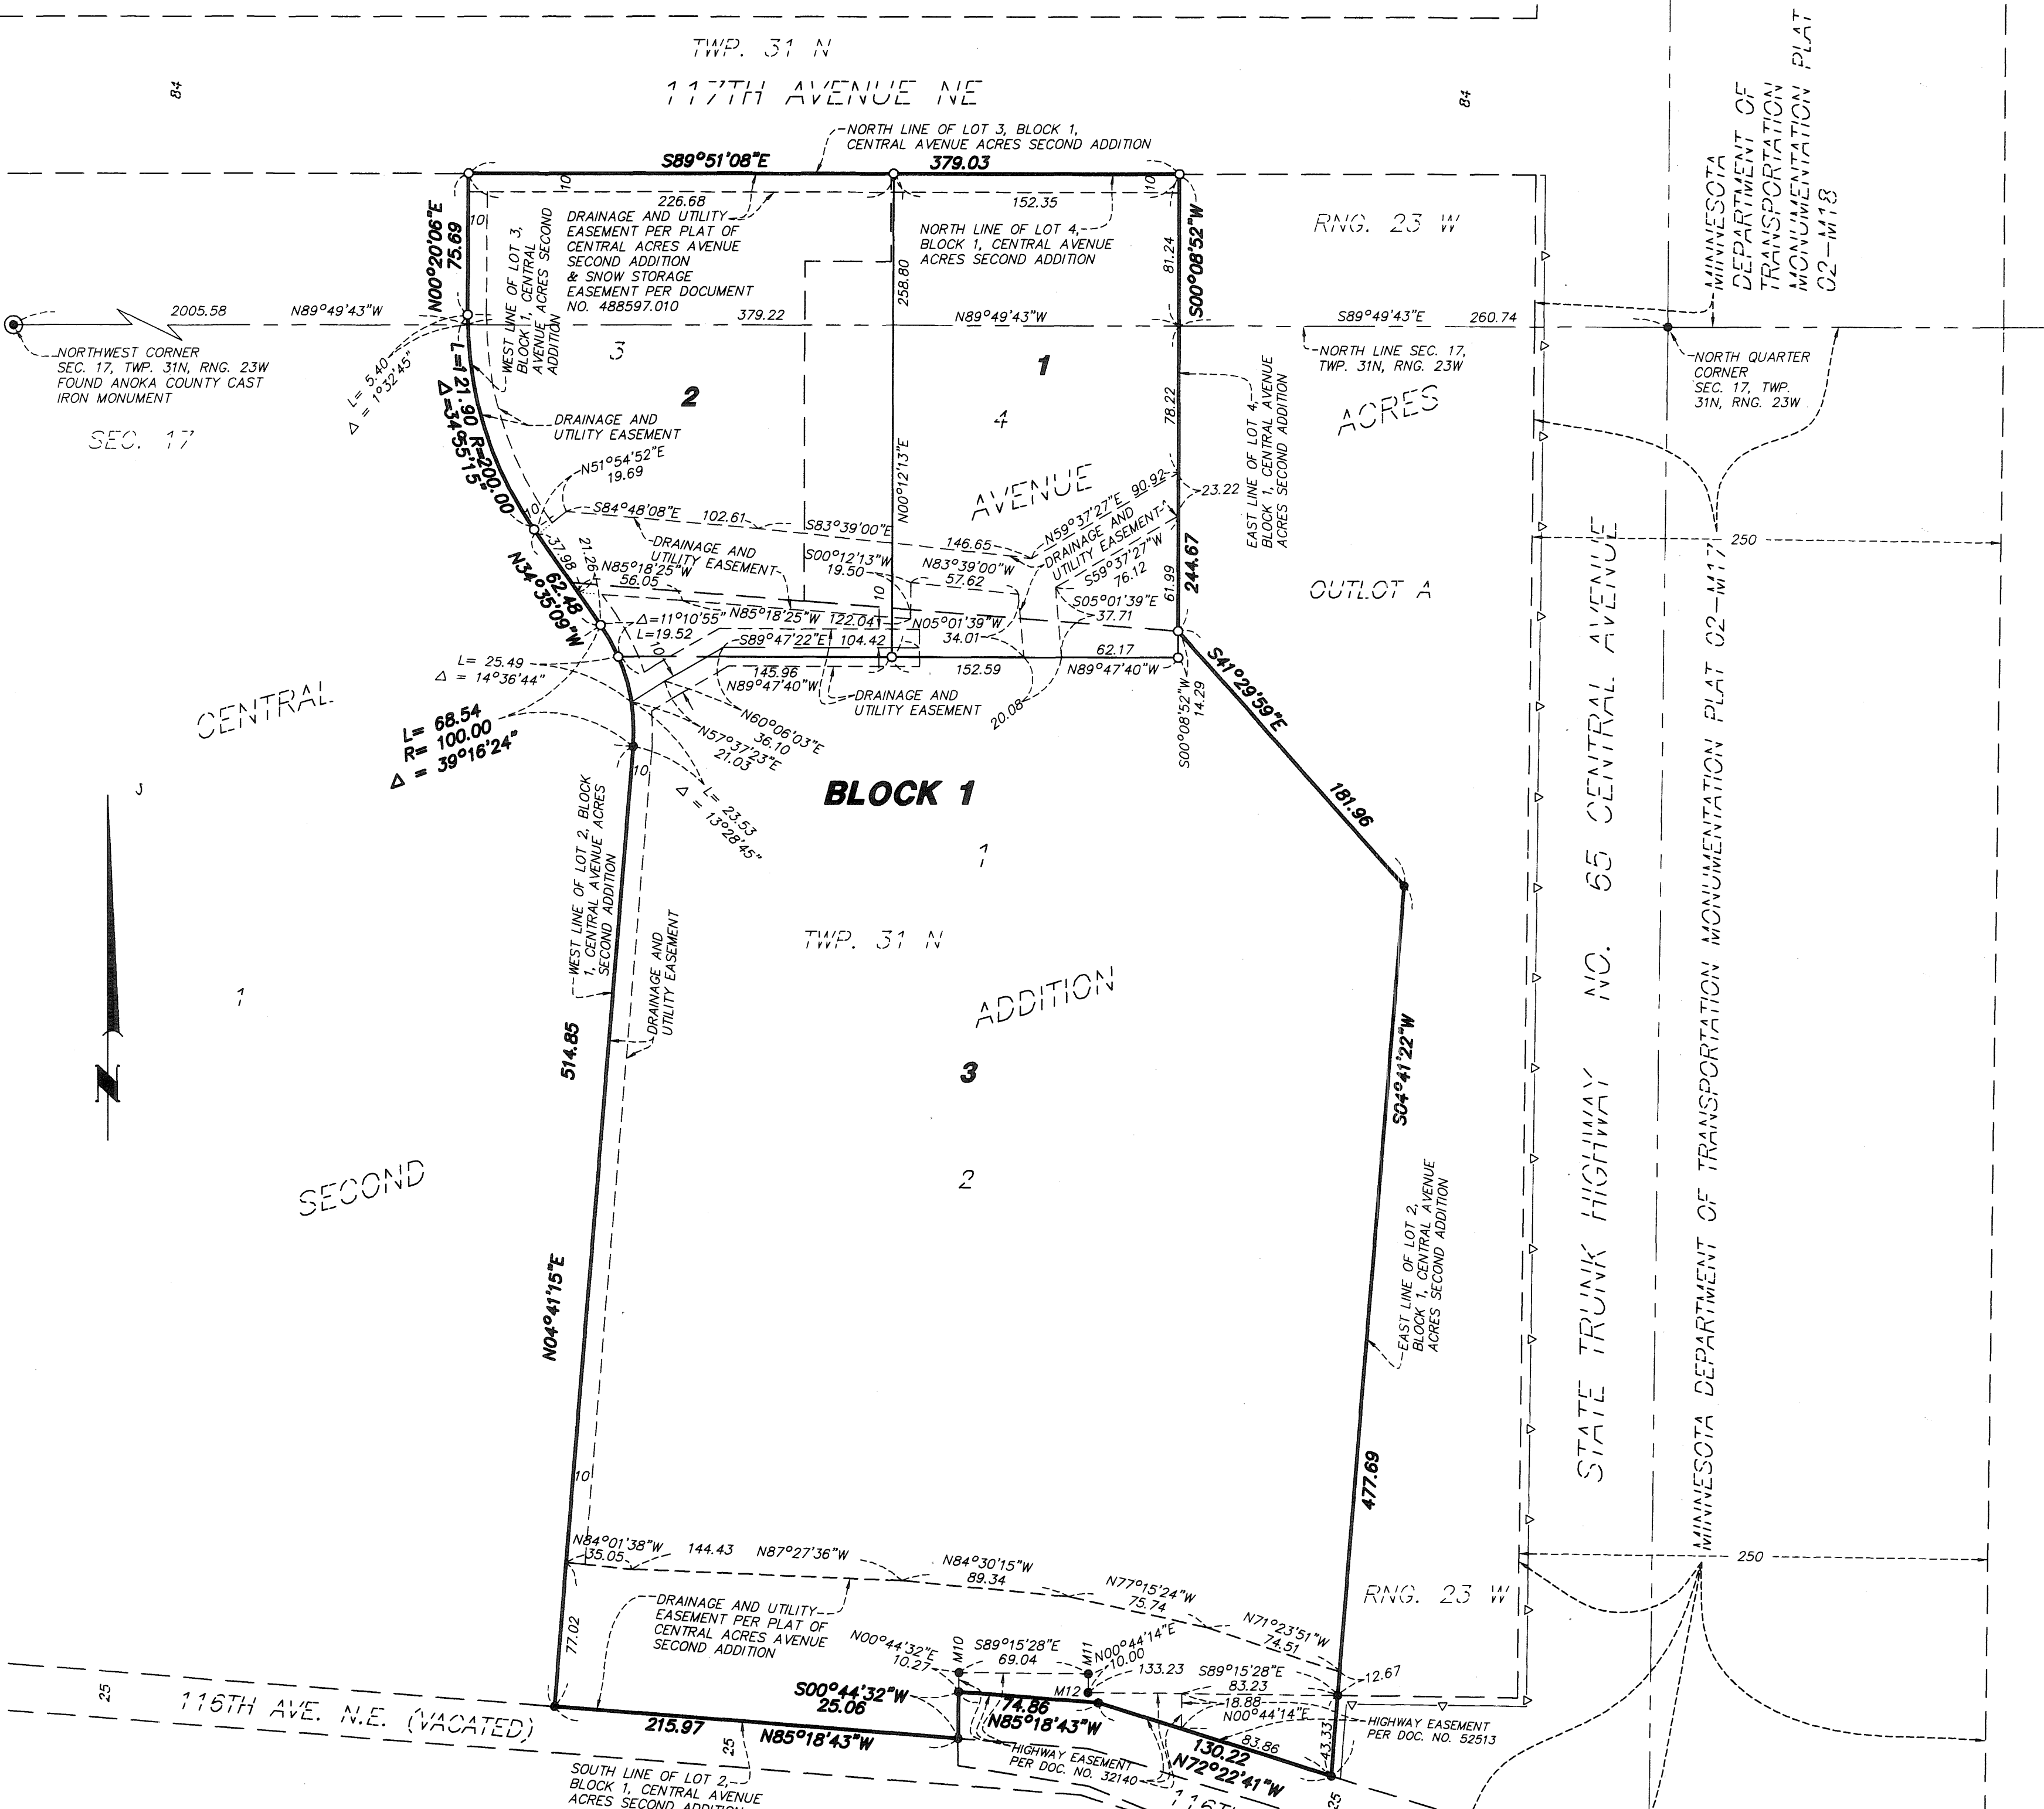 TWP. 31 N
84
117TH AVENUE NE
84
NORTH LINE OF LOT 3, BLOCK 1,
CENTRAL AVENUE ACRES SECOND ADDITION
S89°51'08"E
379.03
10
10
226.68
152.35
N00°20'06"E
75.69
10
WEST LINE OF LOT 3,
BLOCK 1, CENTRAL
AVENUE ACRES SECOND
ADDITION
DRAINAGE AND UTILITY
EASEMENT PER PLAT OF
CENTRAL ACRES AVENUE
SECOND ADDITION
& SNOW STORAGE
EASEMENT PER DOCUMENT
NO. 488597.010
NORTH LINE OF LOT 4,
BLOCK 1, CENTRAL AVENUE
ACRES SECOND ADDITION
258.80
81.24
S00°08'52"W
RNG. 23 W
MINNESOTA
DEPARTMENT OF
TRANSPORTATION
MONUMENTATION PLAT
02-M18
2005.58
N89°49'43"W
379.22
N89°49'43"W
S89°49'43"E
260.74
NORTHWEST CORNER
SEC. 17, TWP. 31N, RNG. 23W
FOUND ANOKA COUNTY CAST
IRON MONUMENT
NORTH LINE SEC. 17,
TWP. 31N, RNG. 23W
NORTH QUARTER
CORNER
SEC. 17, TWP.
31N, RNG. 23W
SEC. 17
L= 5.40
Δ = 1°32'45"
L=121.90 R=200.00
Δ=34°55'15"
3
2
1
4
78.22
DRAINAGE AND
UTILITY EASEMENT
EAST LINE OF LOT 4,
BLOCK 1, CENTRAL AVENUE
ACRES SECOND ADDITION
ACRES
N51°54'52"E
19.69
N00°12'13"E
AVENUE
10
S84°48'08"E
102.61
S83°39'00"E
146.65
N59°37'27"E 90.92
23.22
DRAINAGE AND
UTILITY EASEMENT
S59°37'27"W
76.12
37.98
21.26
DRAINAGE AND
UTILITY EASEMENT
S00°12'13"W
19.50
N83°39'00"W
57.62
61.99
244.67
N85°18'25"W
56.05
10
S05°01'39"E
37.71
OUTLOT A
62.48
N34°35'09"W
Δ=11°10'55"
L=19.52
N85°18'25"W
122.04
N05°01'39"W
34.01
10
S89°47'22"E
104.42
62.17
L= 25.49
Δ = 14°36'44"
145.96
N89°47'40"W
152.59
N89°47'40"W
S00°08'52"W
14.29
S41°29'59"E
181.96
20.08
DRAINAGE AND
UTILITY EASEMENT
CENTRAL
L= 68.54
R= 100.00
Δ = 39°16'24"
N60°06'03"E
36.10
N57°37'23"E
21.03
10
L= 23.53
Δ = 13°28'45"
BLOCK 1
1
WEST LINE OF LOT 2, BLOCK
1, CENTRAL AVENUE ACRES
SECOND ADDITION
DRAINAGE AND
UTILITY EASEMENT
TWP. 31 N
ADDITION
1
N
514.85
3
S04°41'22"W
2
SECOND
EAST LINE OF LOT 2,
BLOCK 1, CENTRAL AVENUE
ACRES SECOND ADDITION
N04°41'15"E
477.69
10
STATE TRUNK HIGHWAY NO. 65 CENTRAL AVENUE
MINNESOTA DEPARTMENT OF TRANSPORTATION MONUMENTATION PLAT 02-M17
250
250
N84°01'38"W
35.05
144.43
N87°27'36"W
N84°30'15"W
89.34
N77°15'24"W
75.74
N71°23'51"W
74.51
RNG. 23 W
77.02
DRAINAGE AND UTILITY
EASEMENT PER PLAT OF
CENTRAL ACRES AVENUE
SECOND ADDITION
N00°44'32"E
10.27
M10
S89°15'28"E
69.04
M11
N00°44'14"E
10.00
133.23
S89°15'28"E
83.23
12.67
M12
18.88
N00°44'14"E
HIGHWAY EASEMENT
PER DOC. NO. 52513
25
116TH AVE. N.E. (VACATED)
S00°44'32"W
25.06
74.86
N85°18'43"W
215.97
N85°18'43"W
25
HIGHWAY EASEMENT
PER DOC. NO. 32140
83.86
130.22
N72°22'41"W
43.33
25
SOUTH LINE OF LOT 2,
BLOCK 1, CENTRAL AVENUE
ACRES SECOND ADDITION
116TH